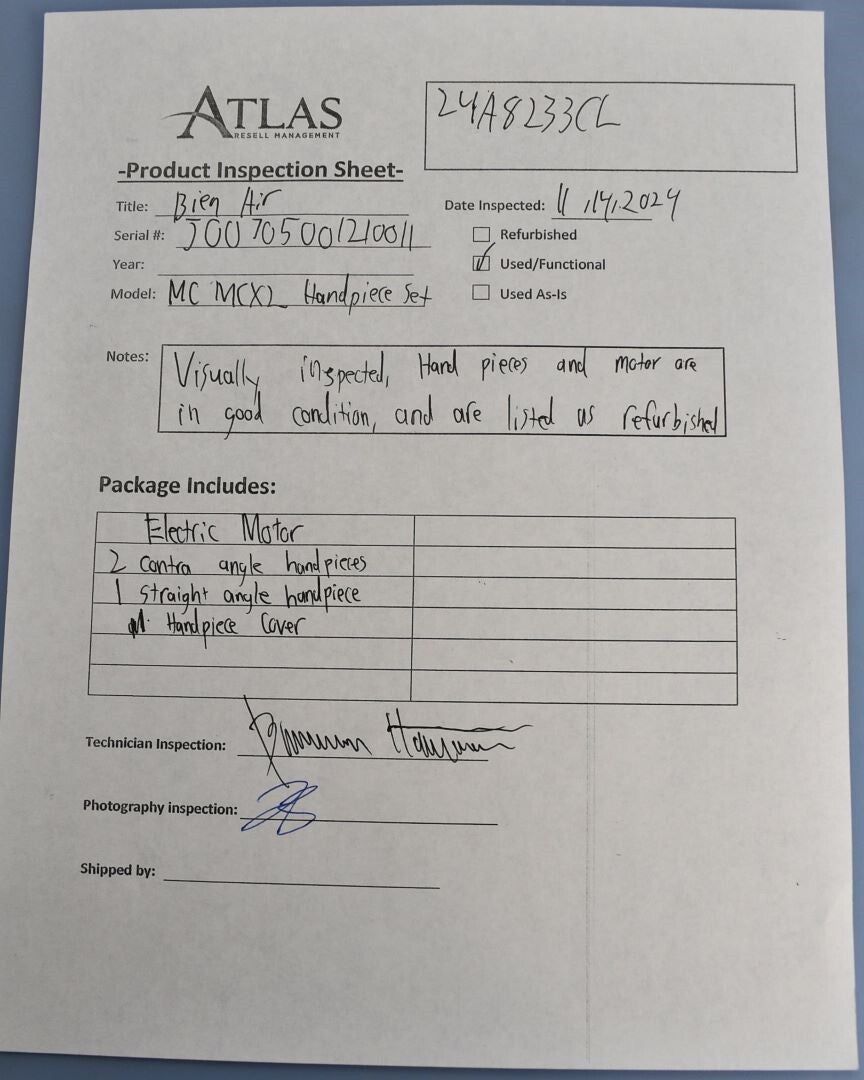 ATLAS
RESELL MANAGEMENT
24A8233CL
-Product Inspection Sheet-
Title: Bien Air
Date Inspected: 11/14/2024
Serial #: J00705001210011
Refurbished
Year:
Used/Functional
Model: MC MCX2 Handpiece Set
Used As-Is
Notes: Visually inspected, Hand pieces and motor are
in good condition, and are listed as refurbished
Package Includes:
Electric Motor
2 contra angle handpieces
1 straight angle handpiece
Handpiece Cover
Technician Inspection:
Photography inspection:
Shipped by: